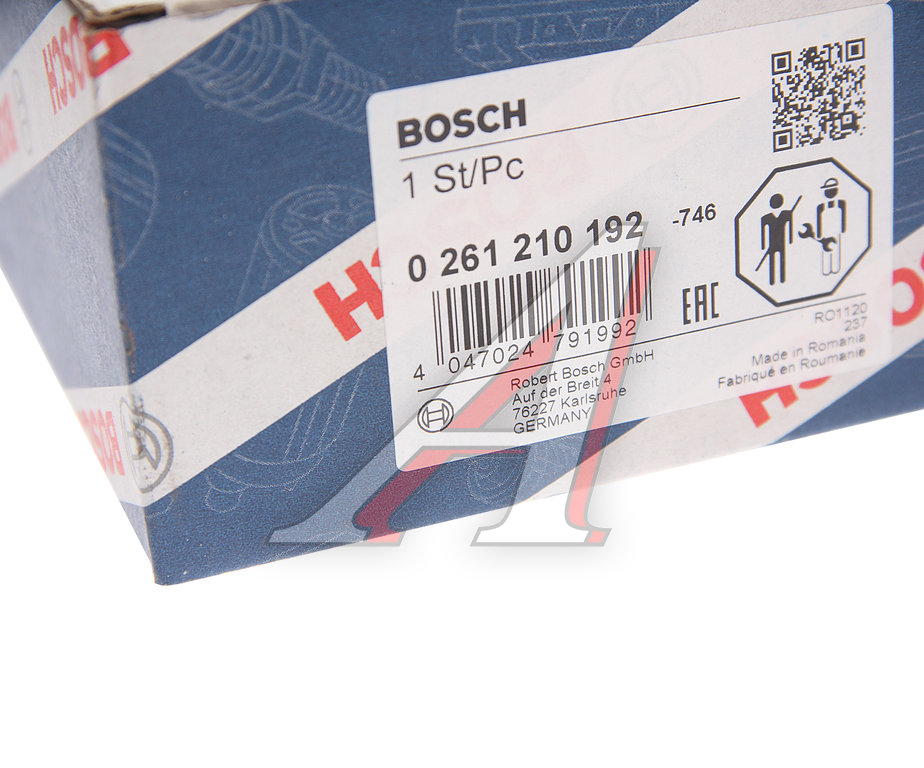 BOSCH
1 St/Pc
0 261 210 192 -746
4 047024 791992
EAC
Robert Bosch GmbH
Auf der Breit 4
76227 Karlsruhe
GERMANY
RO1120
237
Made in Romania
Fabriqué en Roumanie
BOSCH